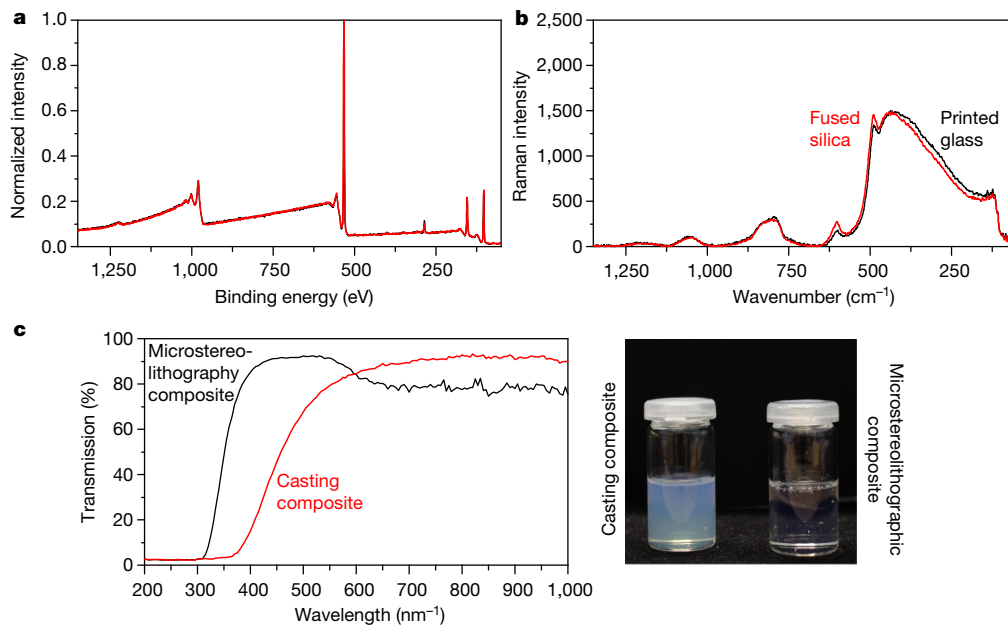 a
1.0
0.8
0.6
0.4
0.2
0.0
Normalized intensity
1,250
1,000
750
500
250
Binding energy (eV)
b
2,500
2,000
1,500
1,000
500
0
Raman intensity
Fused
silica
Printed
glass
1,250
1,000
750
500
250
Wavenumber (cm⁻¹)
c
100
80
60
40
20
0
Transmission (%)
Microstereo-
lithography
composite
Casting
composite
200
300
400
500
600
700
800
900
1,000
Wavelength (nm⁻¹)
Casting composite
Microstereolithographic
composite